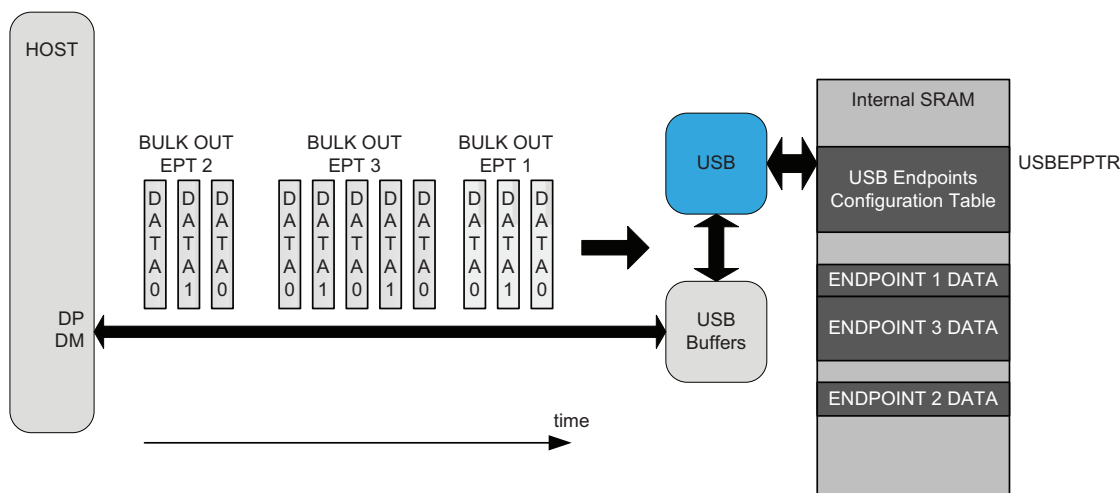 HOST
BULK OUT
EPT 2
BULK OUT
EPT 3
BULK OUT
EPT 1
DATA0
DATA1
DATA0
DATA0
DATA1
DATA0
DATA1
DATA0
DATA0
DATA1
DATA0
DP
DM
time
USB
USB
Buffers
Internal SRAM
USB Endpoints
Configuration Table
USBEPPTR
ENDPOINT 1 DATA
ENDPOINT 3 DATA
ENDPOINT 2 DATA